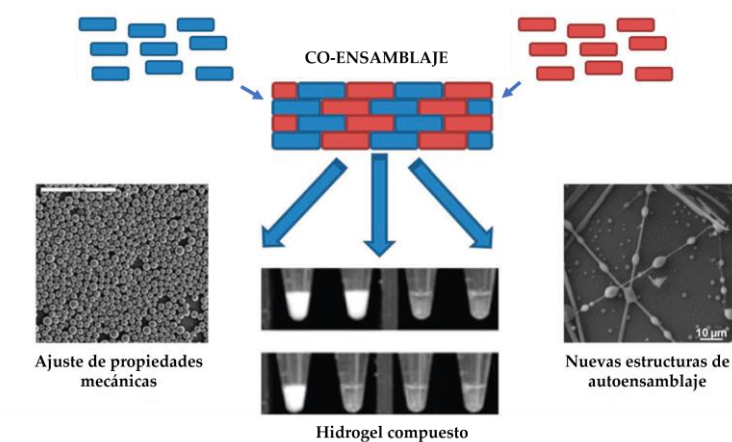 CO-ENSAMBLAJE
10 µm
Ajuste de propiedades
mecánicas
Nuevas estructuras de
autoensamblaje
Hidrogel compuesto